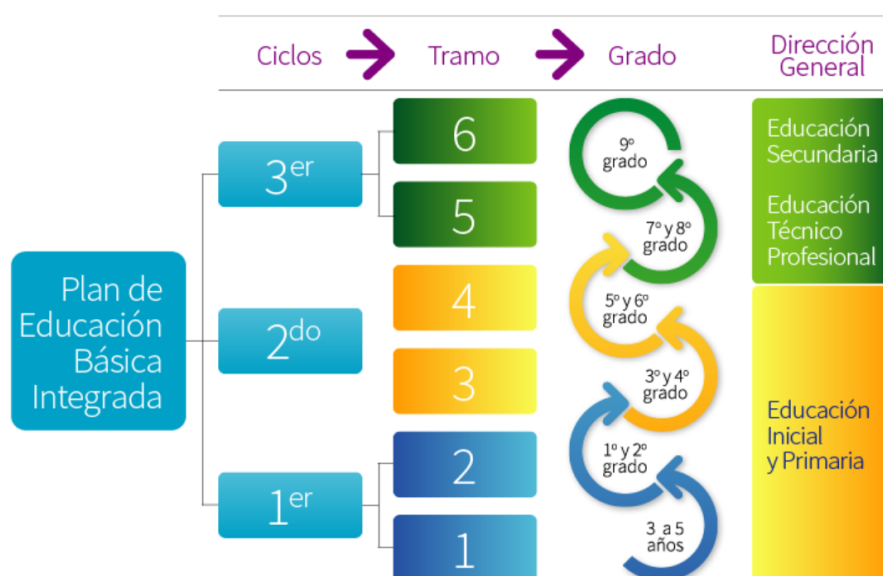 Ciclos
Tramo
Grado
Dirección
General
Plan de
Educación
Básica
Integrada
3er
6
5
9º
grado
7º y 8º
grado
Educación
Secundaria
Educación
Técnico
Profesional
2do
4
3
5º y 6º
grado
3º y 4º
grado
1er
2
1
1º y 2º
grado
3 a 5
años
Educación
Inicial
y Primaria